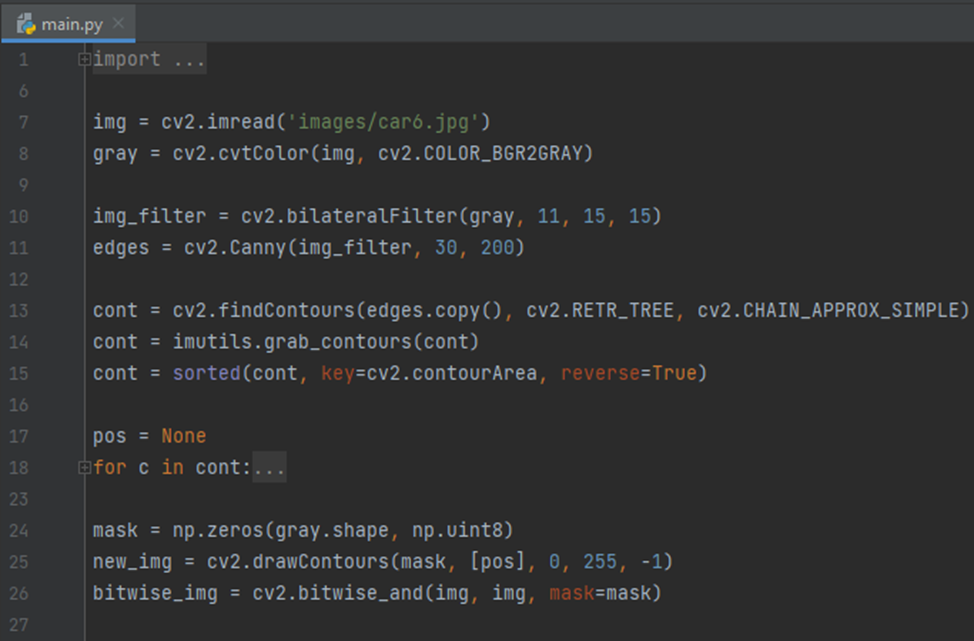 main.py
1 import ...
6
7 img = cv2.imread('images/car6.jpg')
8 gray = cv2.cvtColor(img, cv2.COLOR_BGR2GRAY)
9
10 img_filter = cv2.bilateralFilter(gray, 11, 15, 15)
11 edges = cv2.Canny(img_filter, 30, 200)
12
13 cont = cv2.findContours(edges.copy(), cv2.RETR_TREE, cv2.CHAIN_APPROX_SIMPLE)
14 cont = imutils.grab_contours(cont)
15 cont = sorted(cont, key=cv2.contourArea, reverse=True)
16
17 pos = None
18 for c in cont:...
23
24 mask = np.zeros(gray.shape, np.uint8)
25 new_img = cv2.drawContours(mask, [pos], 0, 255, -1)
26 bitwise_img = cv2.bitwise_and(img, img, mask=mask)
27